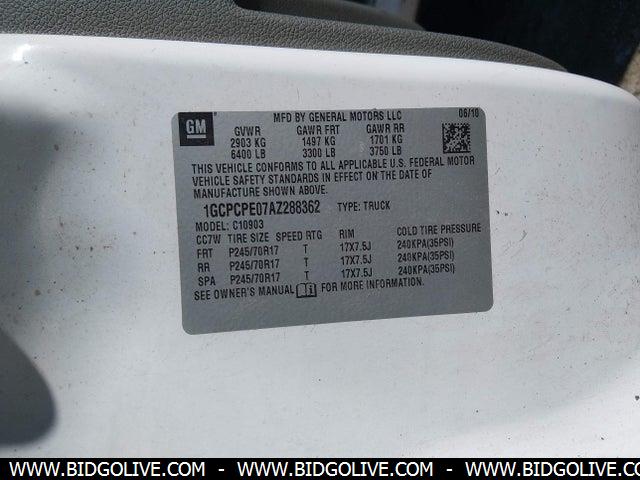 GM
MFD BY GENERAL MOTORS LLC 06/10
GVWR GAWR FRT GAWR RR
2903 KG 1497 KG 1701 KG
6400 LB 3300 LB 3750 LB
THIS VEHICLE CONFORMS TO ALL APPLICABLE U.S. FEDERAL MOTOR
VEHICLE SAFETY STANDARDS IN EFFECT ON THE DATE OF
MANUFACTURE SHOWN ABOVE.
1GCPCPE07AZ288362 TYPE: TRUCK
MODEL: C10903
CC7W TIRE SIZE SPEED RTG RIM COLD TIRE PRESSURE
FRT P245/70R17 T 17X7.5J 240KPA(35PSI)
RR P245/70R17 T 17X7.5J 240KPA(35PSI)
SPA P245/70R17 T 17X7.5J 240KPA(35PSI)
SEE OWNER'S MANUAL FOR MORE INFORMATION.
WWW.BIDGOLIVE.COM - WWW.BIDGOLIVE.COM - WWW.BIDGOLIVE.COM